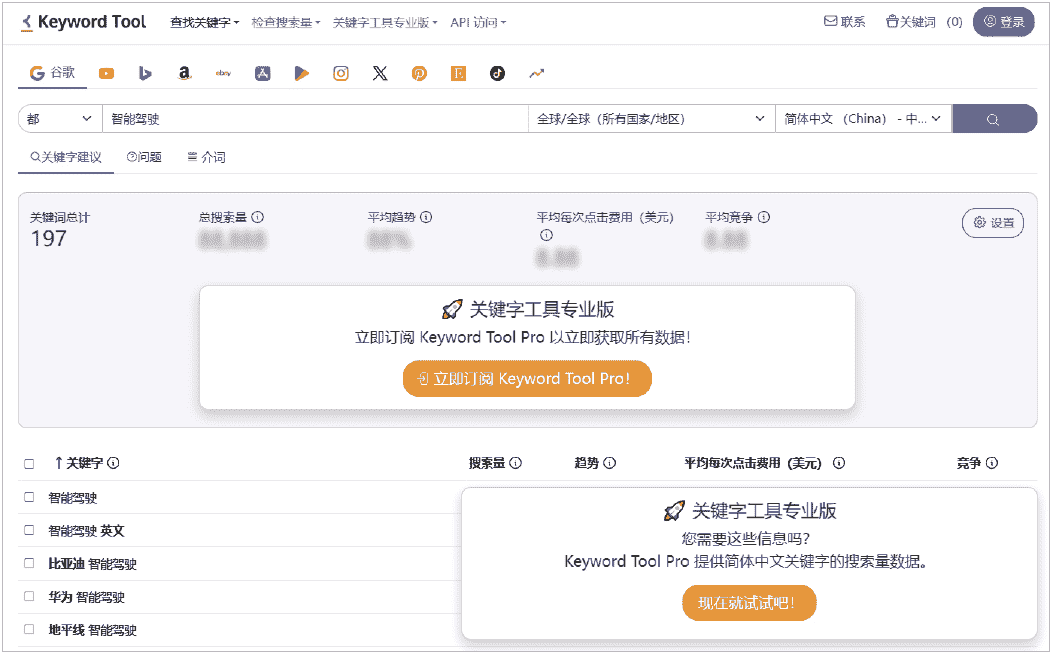 Keyword Tool 查找关键字 检查搜索量 关键字工具专业版 API 访问 联系 关键词 (0) 登录
谷歌 a ebay
都 智能驾驶 全球/全球（所有国家/地区） 简体中文 （China） - 中...
关键字建议 问题 介词
关键词总计 总搜索量 平均趋势 平均每次点击费用（美元） 平均竞争 设置
197
关键字工具专业版
立即订阅 Keyword Tool Pro 以立即获取所有数据！
立即订阅 Keyword Tool Pro！
↑ 关键字 搜索量 趋势 平均每次点击费用（美元） 竞争
智能驾驶
智能驾驶 英文
比亚迪 智能驾驶
华为 智能驾驶
地平线 智能驾驶
关键字工具专业版
您需要这些信息吗？
Keyword Tool Pro 提供简体中文关键字的搜索量数据。
现在就试试吧！